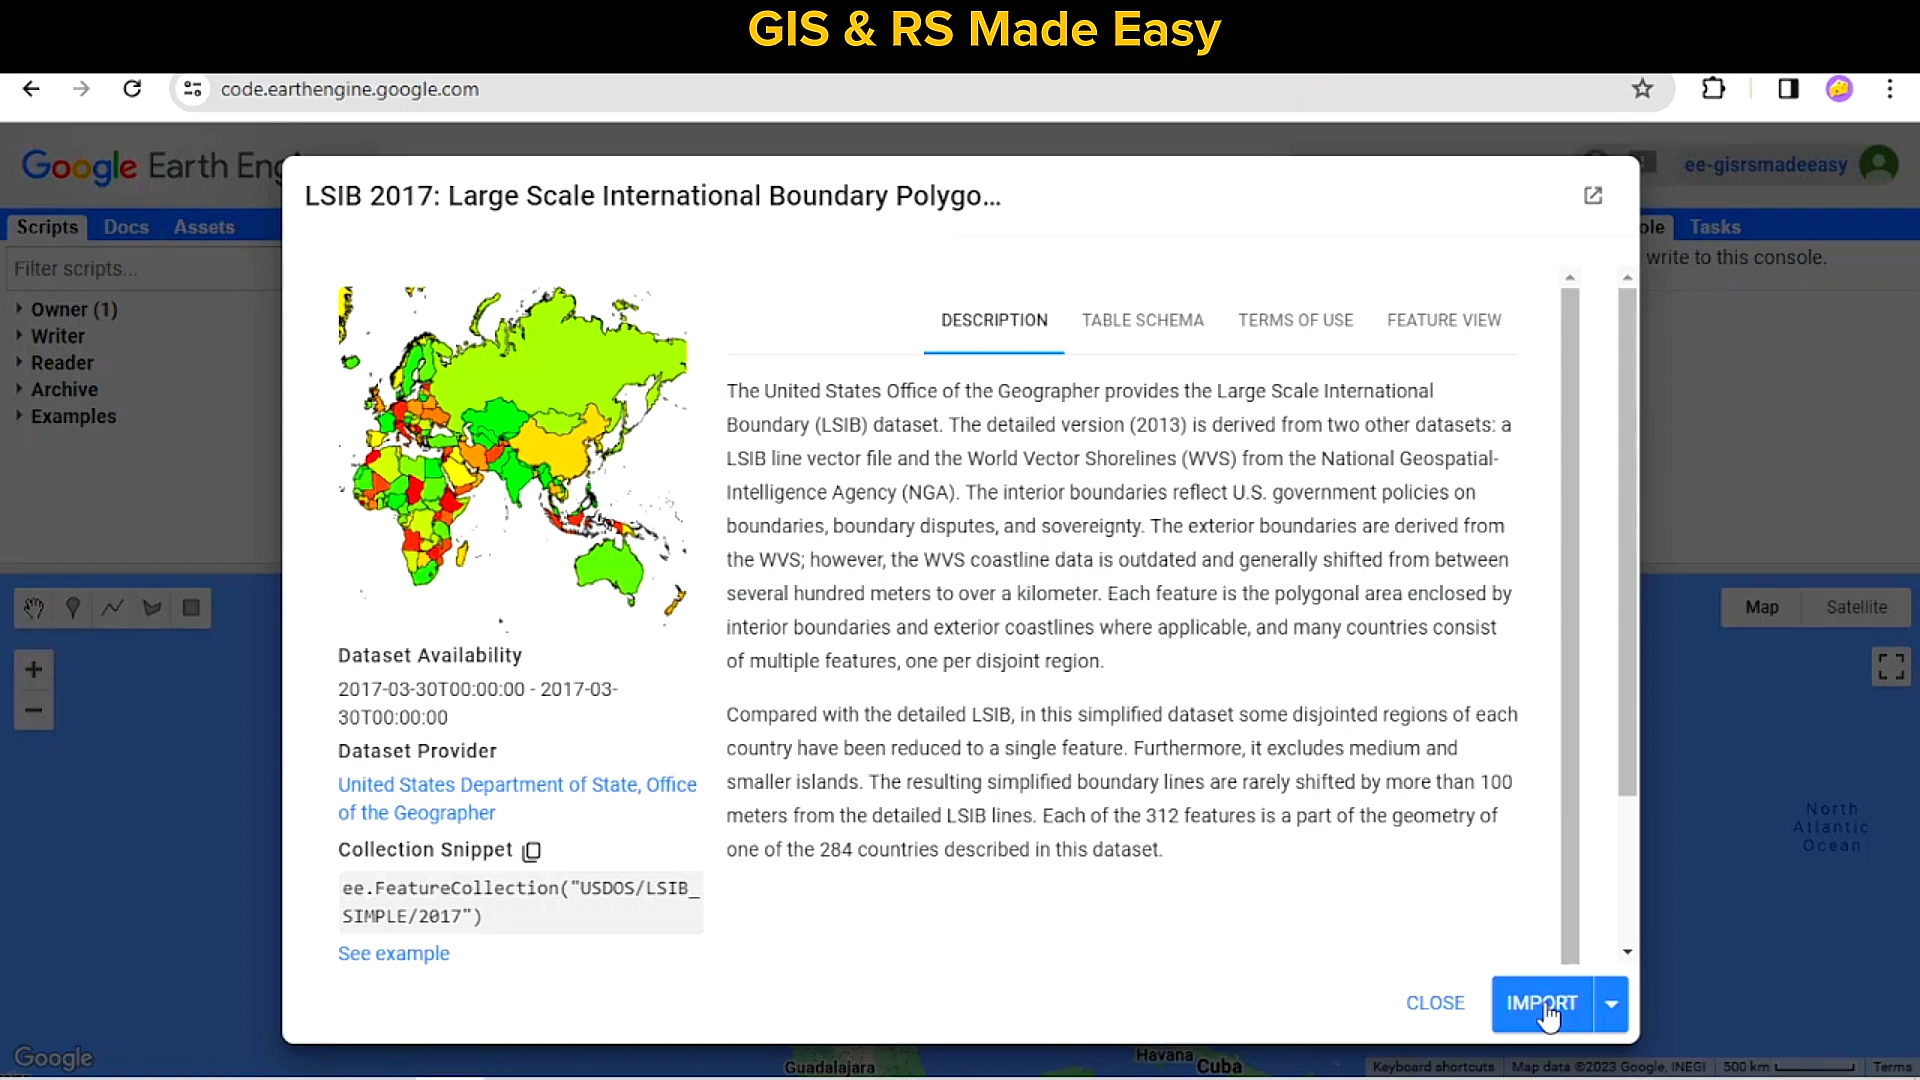 GIS & RS Made Easy
code.earthengine.google.com
Google Earth Eng
ee-gisrsmadeeasy
LSIB 2017: Large Scale International Boundary Polygo...
Scripts Docs Assets
ole Tasks
Filter scripts...
write to this console.
Owner (1)
Writer
Reader
Archive
Examples
DESCRIPTION TABLE SCHEMA TERMS OF USE FEATURE VIEW
The United States Office of the Geographer provides the Large Scale International
Boundary (LSIB) dataset. The detailed version (2013) is derived from two other datasets: a
LSIB line vector file and the World Vector Shorelines (WVS) from the National Geospatial-
Intelligence Agency (NGA). The interior boundaries reflect U.S. government policies on
boundaries, boundary disputes, and sovereignty. The exterior boundaries are derived from
the WVS; however, the WVS coastline data is outdated and generally shifted from between
several hundred meters to over a kilometer. Each feature is the polygonal area enclosed by
interior boundaries and exterior coastlines where applicable, and many countries consist
of multiple features, one per disjoint region.
Compared with the detailed LSIB, in this simplified dataset some disjointed regions of each
country have been reduced to a single feature. Furthermore, it excludes medium and
smaller islands. The resulting simplified boundary lines are rarely shifted by more than 100
meters from the detailed LSIB lines. Each of the 312 features is a part of the geometry of
one of the 284 countries described in this dataset.
Dataset Availability
2017-03-30T00:00:00 - 2017-03-
30T00:00:00
Dataset Provider
United States Department of State, Office
of the Geographer
Collection Snippet
ee.FeatureCollection("USDOS/LSIB_
SIMPLE/2017")
See example
CLOSE IMPORT
Map Satellite
North
Atlantic
Ocean
Google
Guadalajara
Havana
Cuba
Keyboard shortcuts Map data ©2023 Google, INEGI 500 km Terms